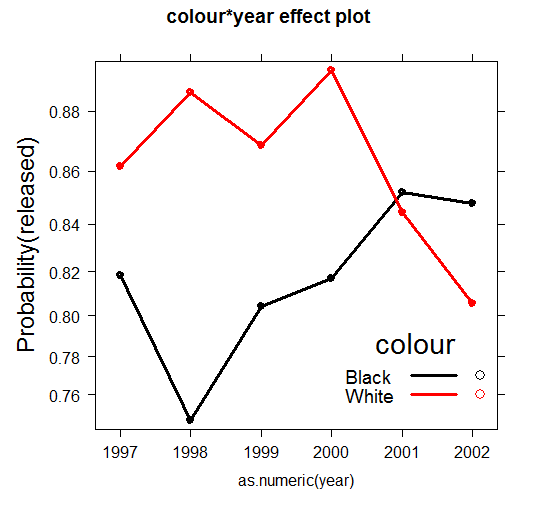 colour*year effect plot
Probability(released)
0.88
0.86
0.84
0.82
0.80
0.78
0.76
colour
Black
White
1997 1998 1999 2000 2001 2002
as.numeric(year)